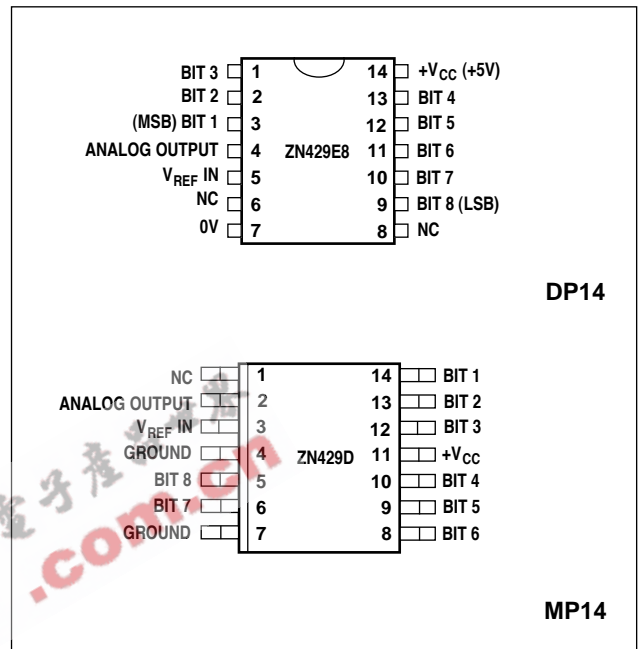 BIT 3 1 14 +VCC (+5V)
BIT 2 2 13 BIT 4
(MSB) BIT 1 3 12 BIT 5
ANALOG OUTPUT 4 ZN429E8 11 BIT 6
VREF IN 5 10 BIT 7
NC 6 9 BIT 8 (LSB)
0V 7 8 NC
DP14
NC 1 14 BIT 1
ANALOG OUTPUT 2 13 BIT 2
VREF IN 3 12 BIT 3
GROUND 4 ZN429D 11 +VCC
BIT 8 5 10 BIT 4
BIT 7 6 9 BIT 5
GROUND 7 8 BIT 6
MP14
.com.cn